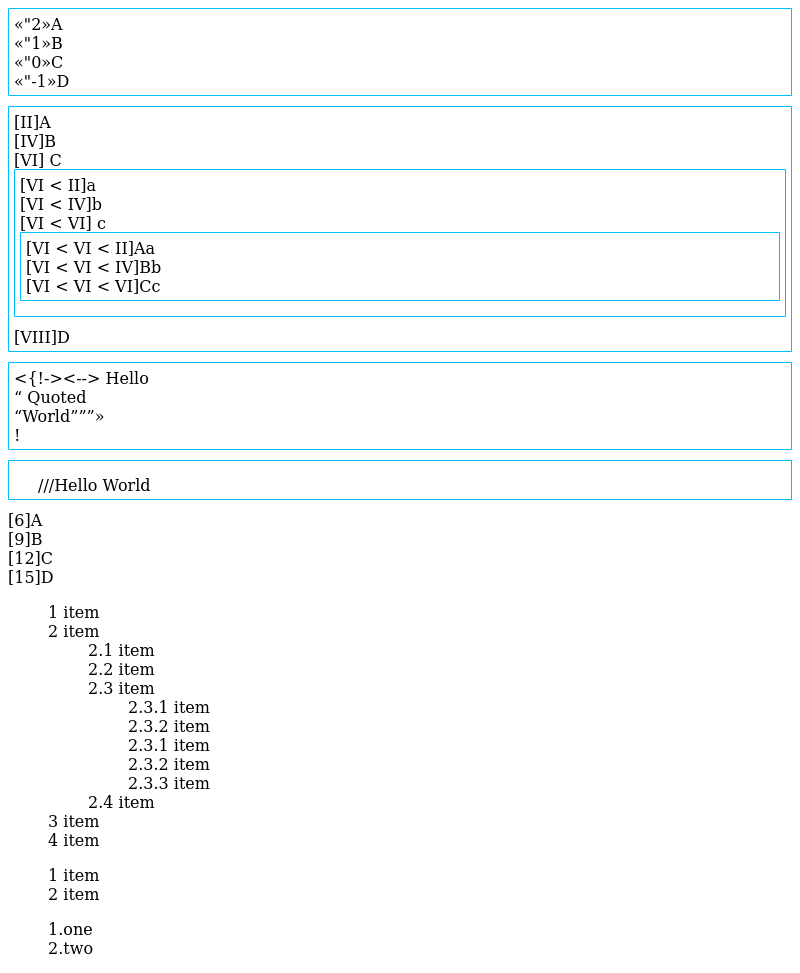 «"2»A
«"1»B
«"0»C
«"-1»D
[II]A
[IV]B
[VI] C
[VI < II]a
[VI < IV]b
[VI < VI] c
[VI < VI < II]Aa
[VI < VI < IV]Bb
[VI < VI < VI]Cc
[VIII]D
<{!-><--> Hello
“ Quoted
“World”””»
!
///Hello World
[6]A
[9]B
[12]C
[15]D
1 item
2 item
2.1 item
2.2 item
2.3 item
2.3.1 item
2.3.2 item
2.3.1 item
2.3.2 item
2.3.3 item
2.4 item
3 item
4 item
1 item
2 item
1.one
2.two